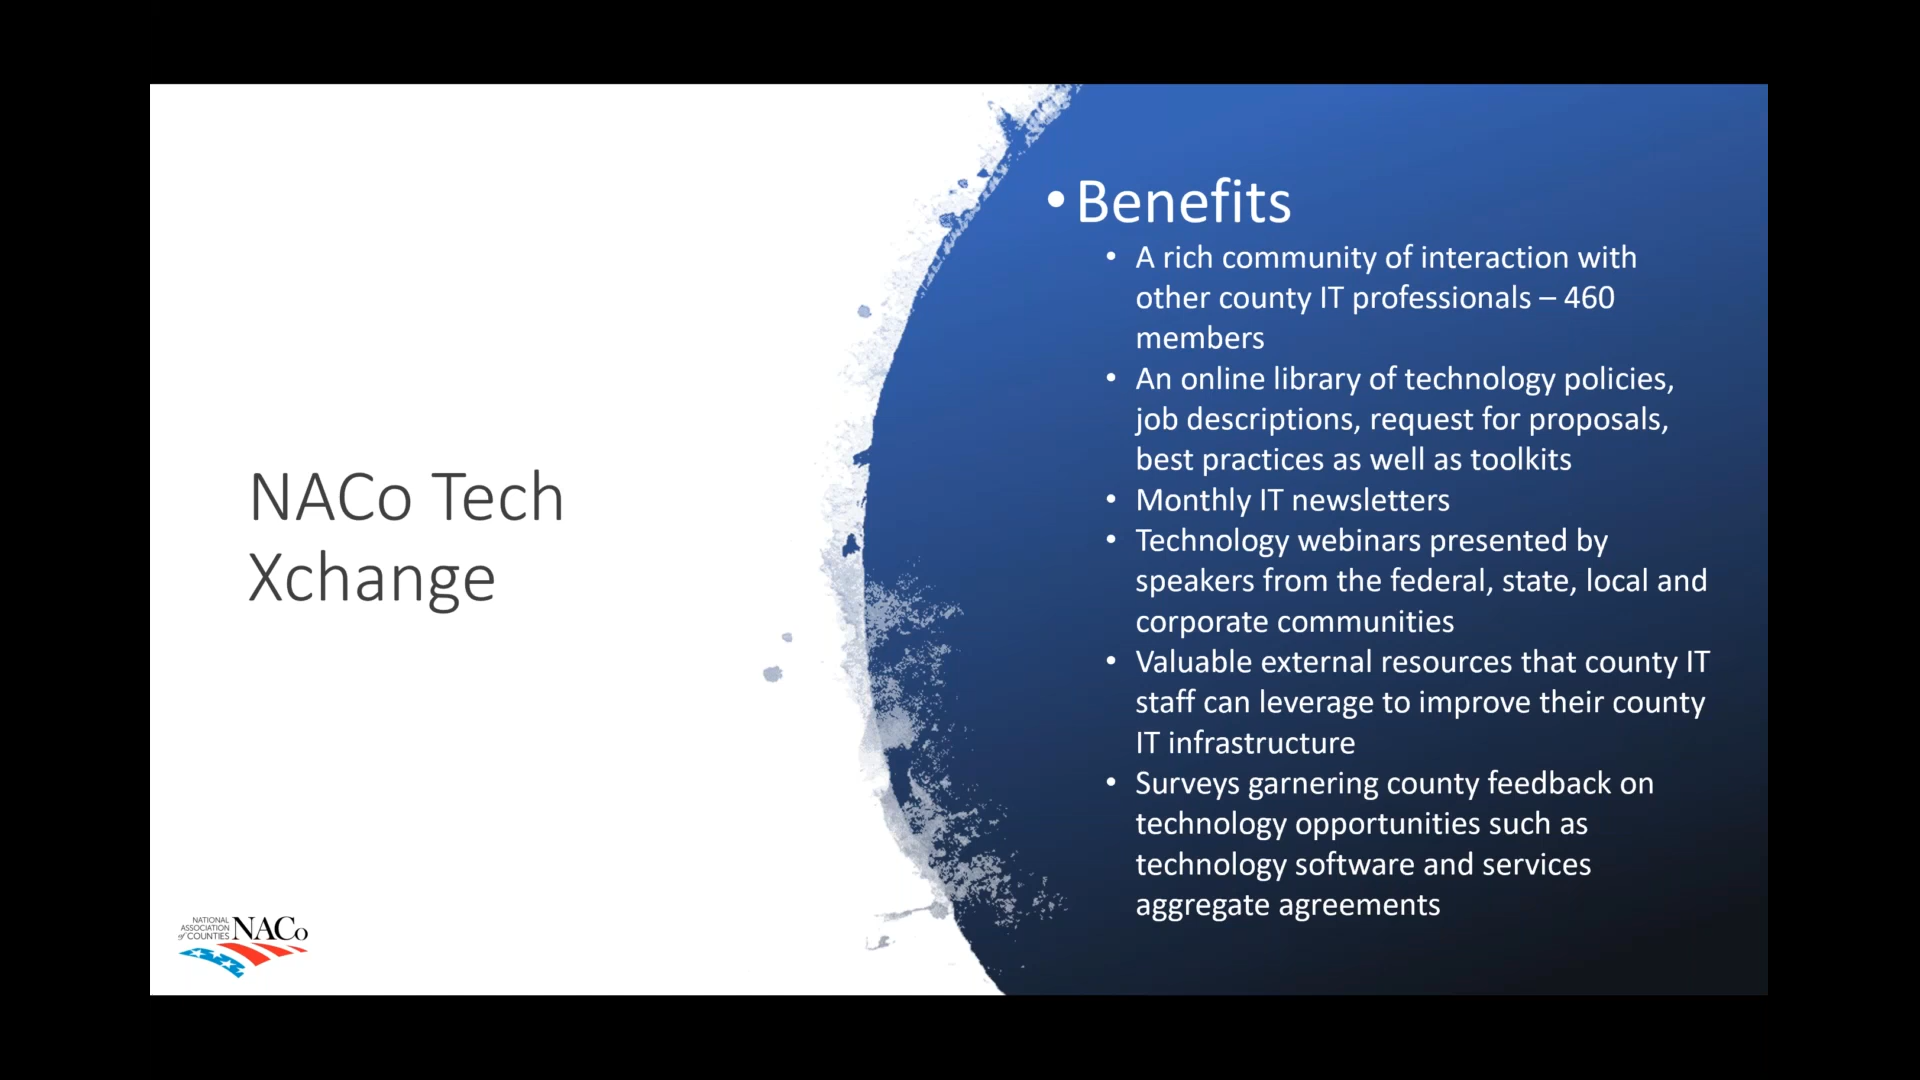 NACo Tech
Xchange
• Benefits
• A rich community of interaction with
other county IT professionals – 460
members
• An online library of technology policies,
job descriptions, request for proposals,
best practices as well as toolkits
• Monthly IT newsletters
• Technology webinars presented by
speakers from the federal, state, local and
corporate communities
• Valuable external resources that county IT
staff can leverage to improve their county
IT infrastructure
• Surveys garnering county feedback on
technology opportunities such as
technology software and services
aggregate agreements
NATIONAL
ASSOCIATION
of COUNTIES
NACo